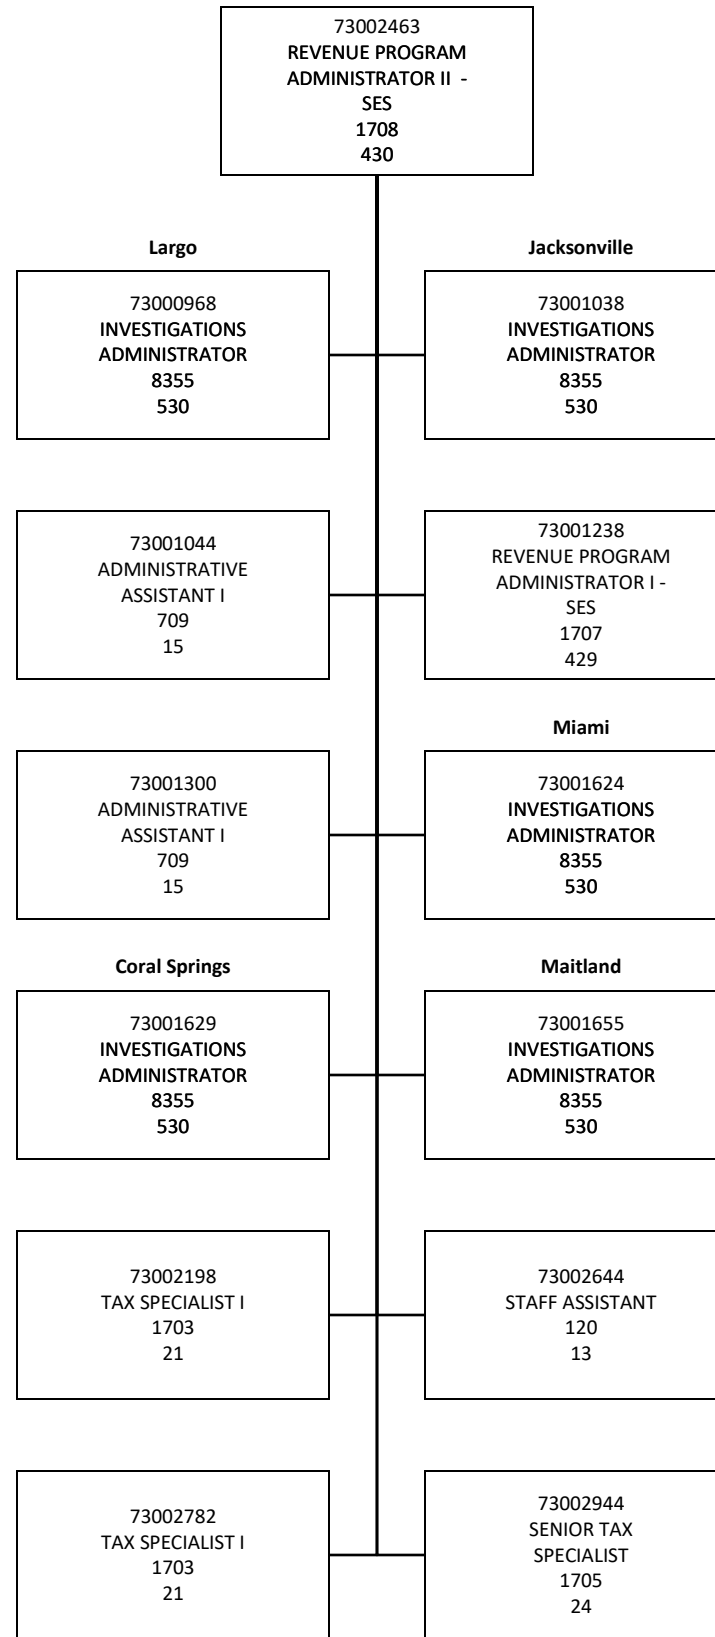 73002463
REVENUE PROGRAM
ADMINISTRATOR II  -
SES
1708
430
Largo
73000968
INVESTIGATIONS
ADMINISTRATOR
8355
530
Jacksonville
73001038
INVESTIGATIONS
ADMINISTRATOR
8355
530
73001044
ADMINISTRATIVE
ASSISTANT I
709
15
73001238
REVENUE PROGRAM
ADMINISTRATOR I -
SES
1707
429
73001300
ADMINISTRATIVE
ASSISTANT I
709
15
Miami
73001624
INVESTIGATIONS
ADMINISTRATOR
8355
530
Coral Springs
73001629
INVESTIGATIONS
ADMINISTRATOR
8355
530
Maitland
73001655
INVESTIGATIONS
ADMINISTRATOR
8355
530
73002198
TAX SPECIALIST I
1703
21
73002644
STAFF ASSISTANT
120
13
73002782
TAX SPECIALIST I
1703
21
73002944
SENIOR TAX
SPECIALIST
1705
24